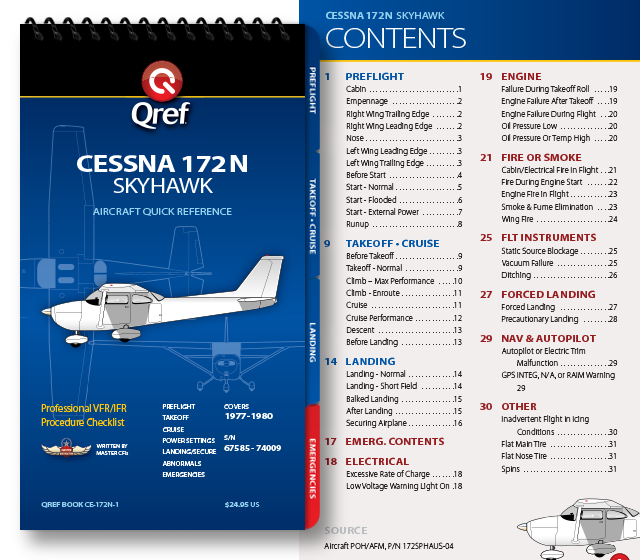 Qref
CESSNA 172 N
SKYHAWK
AIRCRAFT QUICK REFERENCE
Professional VFR/IFR
Procedure Checklist
WRITTEN BY
MASTER CFIs
PREFLIGHT
TAKEOFF
CRUISE
POWER SETTINGS
LANDING/SECURE
ABNORMALS
EMERGENCIES
COVERS
1977-1980
S/N
67585 - 74009
QREF BOOK CE-172N-1
$24.95 US
PREFLIGHT
TAKEOFF • CRUISE
LANDING
EMERGENCIES
CESSNA 172N SKYHAWK
CONTENTS
1 PREFLIGHT
Cabin ..........................1
Empennage ...................2
Right Wing Trailing Edge .......2
Right Wing Leading Edge .......2
Nose ..........................3
Left Wing Leading Edge ........3
Left Wing Trailing Edge .........3
Before Start ....................4
Start - Normal ..................5
Start - Flooded .................6
Start - External Power ..........7
Runup .........................8
9 TAKEOFF • CRUISE
Before Takeoff ..................9
Takeoff - Normal ...............9
Climb – Max Performance .....10
Climb - Enroute ...............11
Cruise ........................11
Cruise Performance ...........12
Descent ......................13
Before Landing ................13
14 LANDING
Landing - Normal .............14
Landing - Short Field ..........14
Balked Landing ...............15
After Landing .................15
Securing Airplane .............16
17 EMERG. CONTENTS
18 ELECTRICAL
Excessive Rate of Charge ......18
Low Voltage Warning Light On .18
19 ENGINE
Failure During Takeoff Roll .....19
Engine Failure After Takeoff ...19
Engine Failure During Flight ...20
Oil Pressure Low ..............20
Oil Pressure Or Temp High ....20
21 FIRE OR SMOKE
Cabin/Electrical Fire In Flight ..21
Fire During Engine Start ......22
Engine Fire In Flight ...........23
Smoke & Fume Elimination ...23
Wing Fire .....................24
25 FLT INSTRUMENTS
Static Source Blockage ........25
Vacuum Failure ...............25
Ditching ......................26
27 FORCED LANDING
Forced Landing ...............27
Precautionary Landing .......28
29 NAV & AUTOPILOT
Autopilot or Electric Trim
Malfunction ...............29
GPS INTEG, N/A, or RAIM Warning
29
30 OTHER
Inadvertent Flight in Icing
Conditions ................30
Flat Main Tire .................31
Flat Nose Tire .................31
Spins .........................31
SOURCE
Aircraft POH/AFM, P/N 172SPHAUS-04